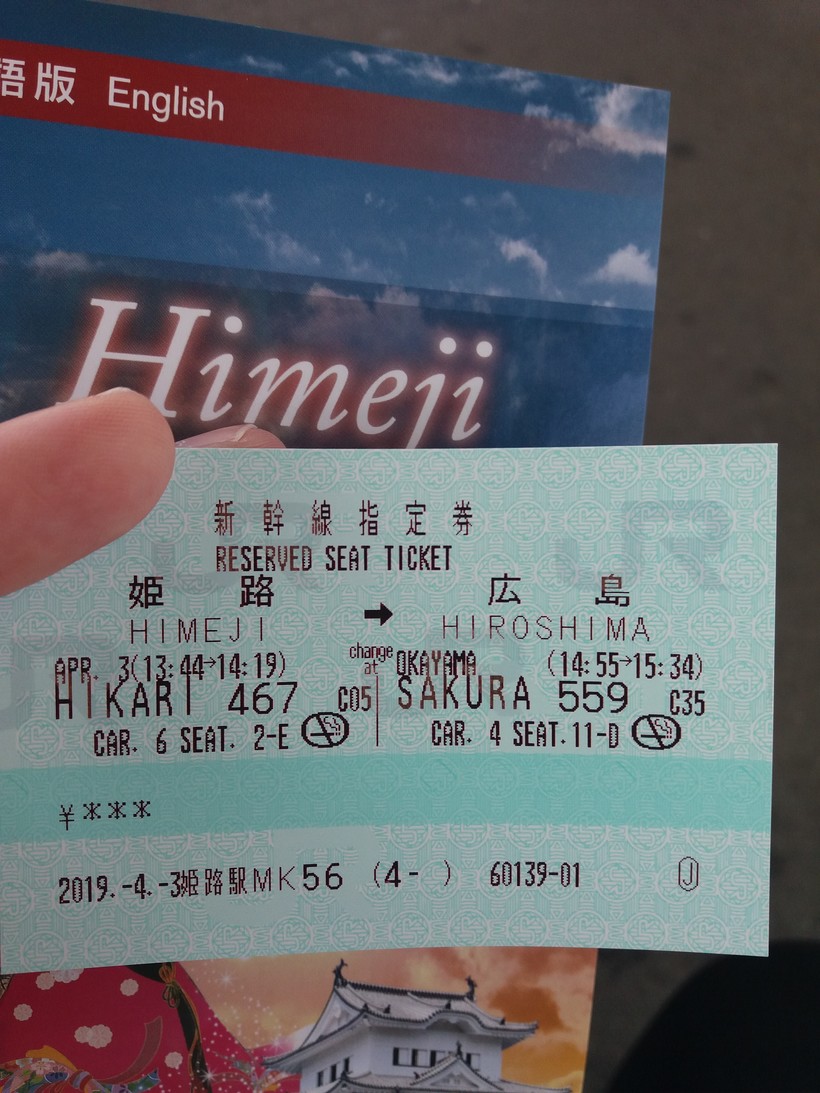 語版 English
Himeji
新幹線指定券
RESERVED SEAT TICKET
姫路 → 広島
HIMEJI HIROSHIMA
APR. 3(13:44→14:19) change at OKAYAMA (14:55→15:34)
HIKARI 467 C05 SAKURA 559 C35
CAR. 6 SEAT. 2-E CAR. 4 SEAT.11-D
¥***
2019.-4.-3姫路駅MK56 (4- ) 60139-01 Ⓙ